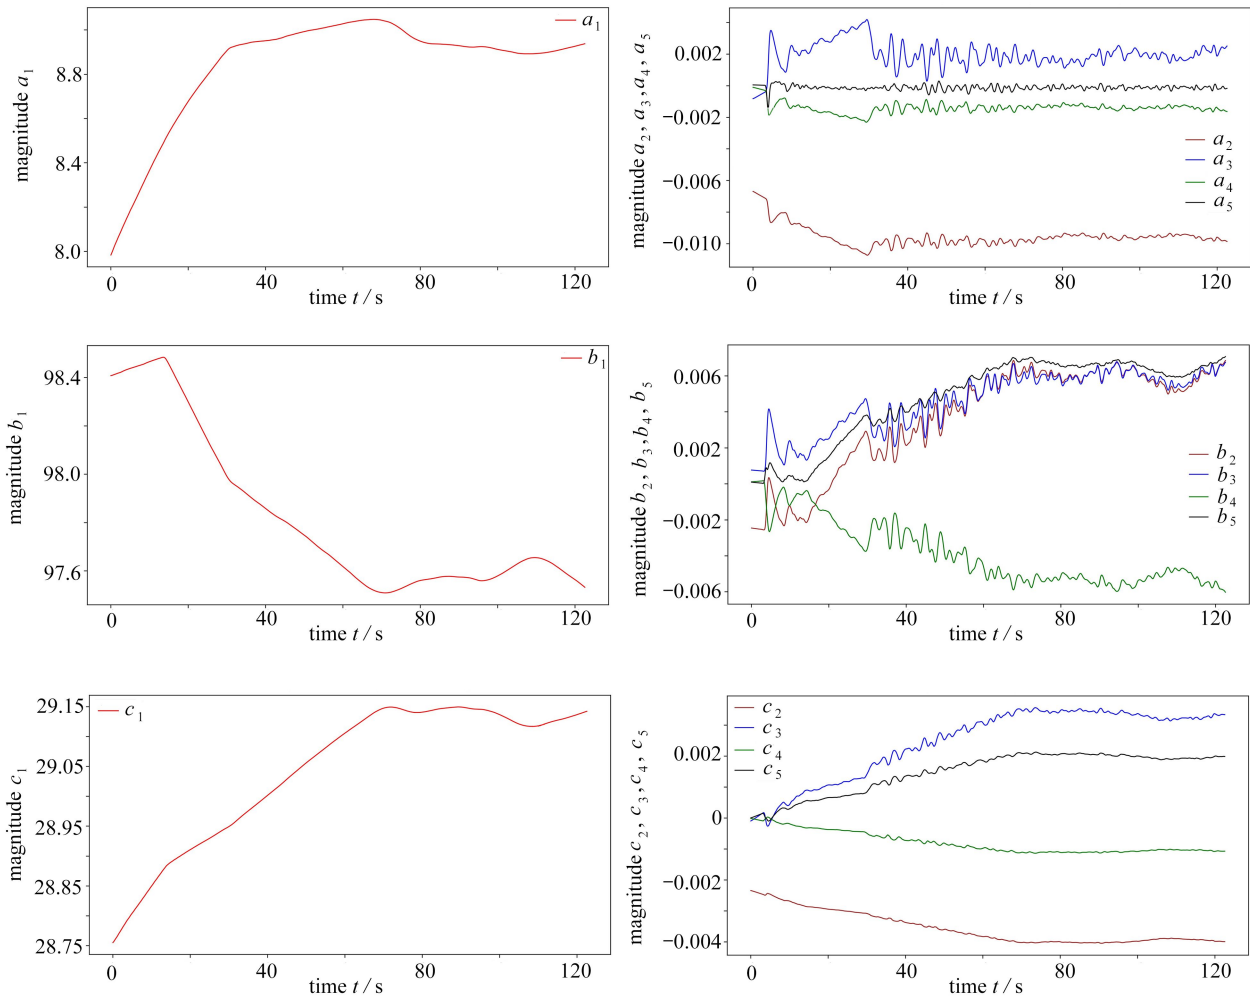 a1
8.8
8.4
8.0
magnitude a1
0 40 80 120
time t / s
0.002
−0.002
−0.006
−0.010
magnitude a2, a3, a4, a5
a2
a3
a4
a5
0 40 80 120
time t / s
b1
98.4
98.0
97.6
magnitude b1
0 40 80 120
time t / s
0.006
0.002
−0.002
−0.006
magnitude b2, b3, b4, b5
b2
b3
b4
b5
0 40 80 120
time t / s
c1
29.15
29.05
28.95
28.85
28.75
magnitude c1
0 40 80 120
time t / s
c2
c3
c4
c5
0.002
0
−0.002
−0.004
magnitude c2, c3, c4, c5
0 40 80 120
time t / s